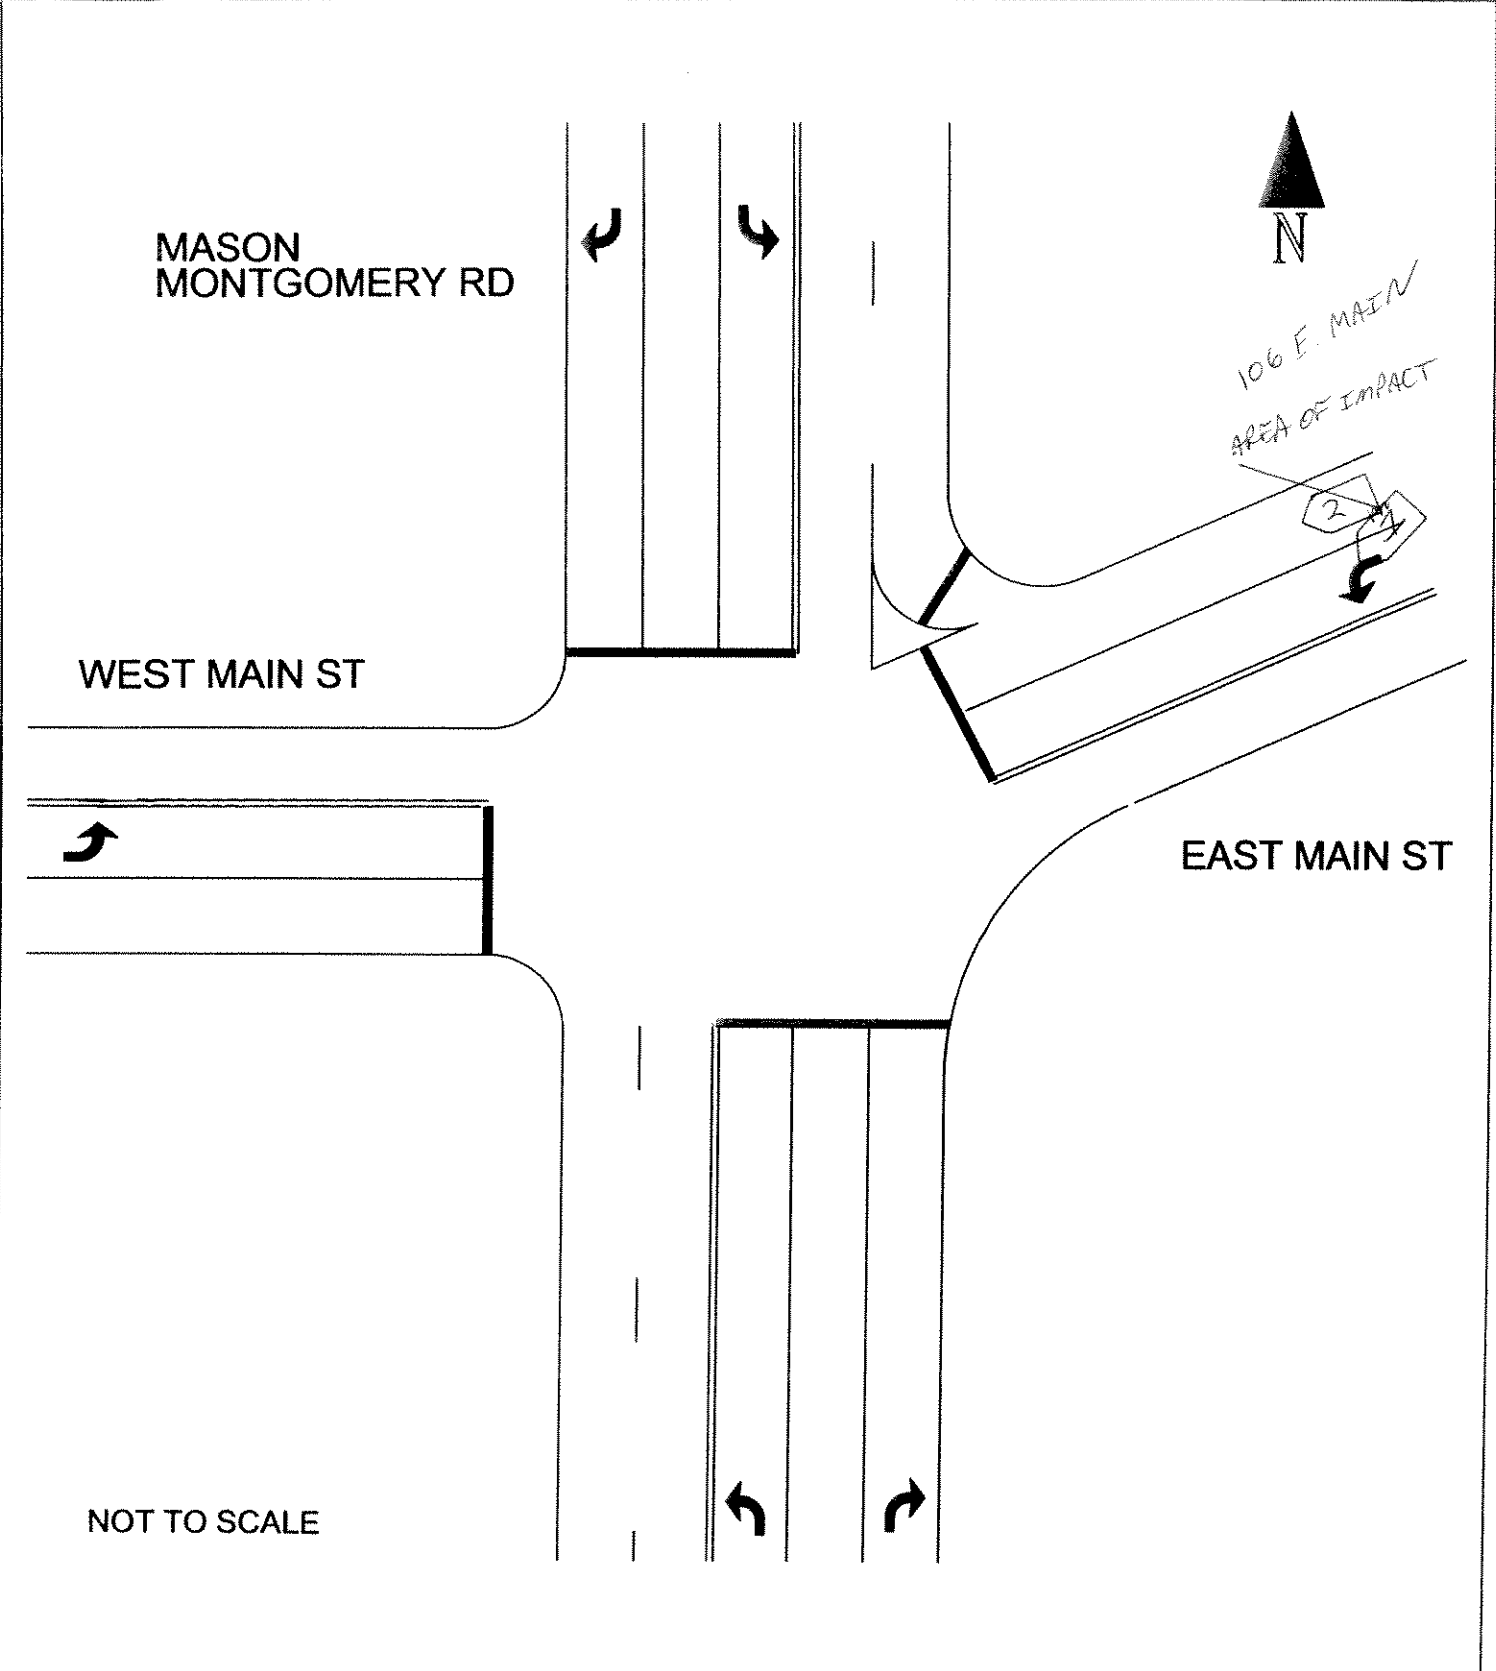 N
MASON
MONTGOMERY RD
106 E. MAIN
AREA OF IMPACT
2
1
WEST MAIN ST
EAST MAIN ST
NOT TO SCALE